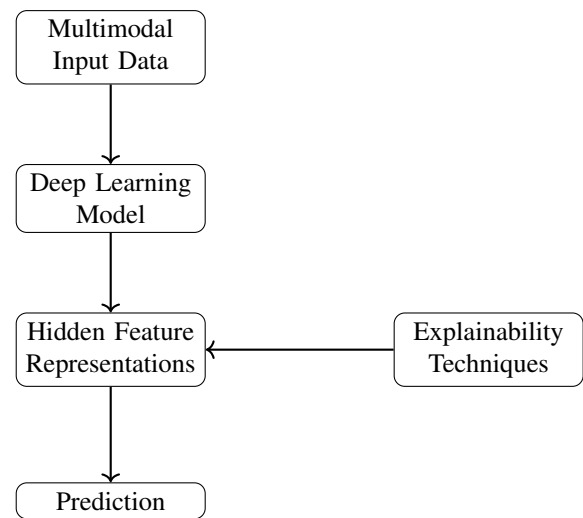 Multimodal
Input Data
Deep Learning
Model
Hidden Feature
Representations
Explainability
Techniques
Prediction